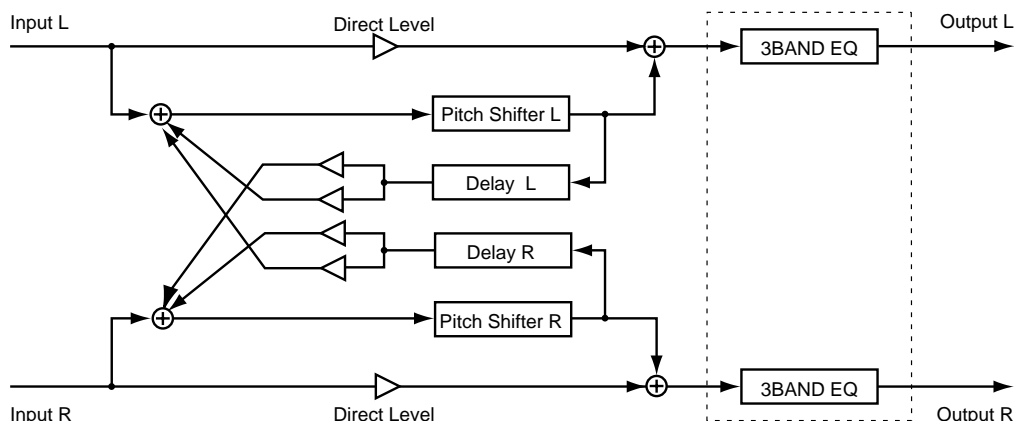 Input L
Direct Level
Output L
3BAND EQ
Pitch Shifter L
Delay L
Delay R
Pitch Shifter R
3BAND EQ
Input R
Direct Level
Output R